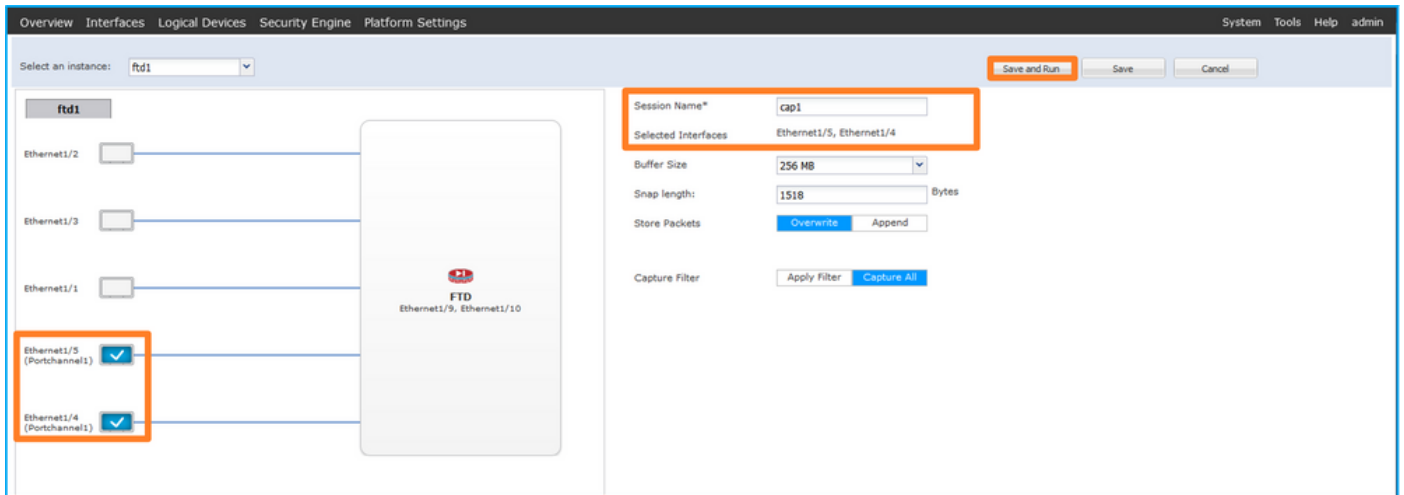 Overview Interfaces Logical Devices Security Engine Platform Settings System Tools Help admin
Select an instance: ftd1 Save and Run Save Cancel
ftd1
Ethernet1/2
Ethernet1/3
Ethernet1/1
Ethernet1/5
(Portchannel1)
Ethernet1/4
(Portchannel1)
FTD
Ethernet1/9, Ethernet1/10
Session Name* cap1
Selected Interfaces Ethernet1/5, Ethernet1/4
Buffer Size 256 MB
Snap length: 1518 Bytes
Store Packets Overwrite Append
Capture Filter Apply Filter Capture All